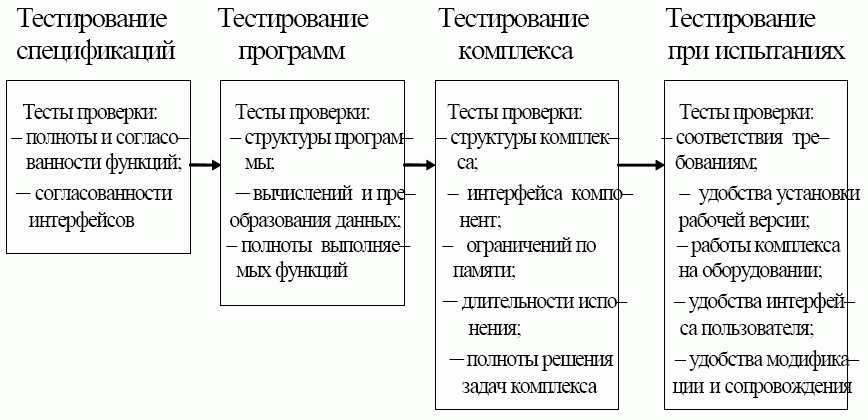 Тестирование
спецификаций
Тесты проверки:
– полноты и согласо–
ванности функций;
– согласованности
интерфейсов
Тестирование
программ
Тесты проверки:
– структуры програм–
мы;
– вычислений и пре–
образования данных;
– полноты выполняе–
мых функций
Тестирование
комплекса
Тесты проверки:
– структуры комплек–
са;
– интерфейса компо–
нент;
– ограничений по
памяти;
– длительности испо–
нения;
– полноты решения
задач комплекса
Тестирование
при испытаниях
Тесты проверки:
– соответствия тре–
бованиям;
– удобства установки
рабочей версии;
– работы комплекса
на оборудовании;
– удобства интерфей–
са пользователя;
– удобства модифика–
ции и сопровождения